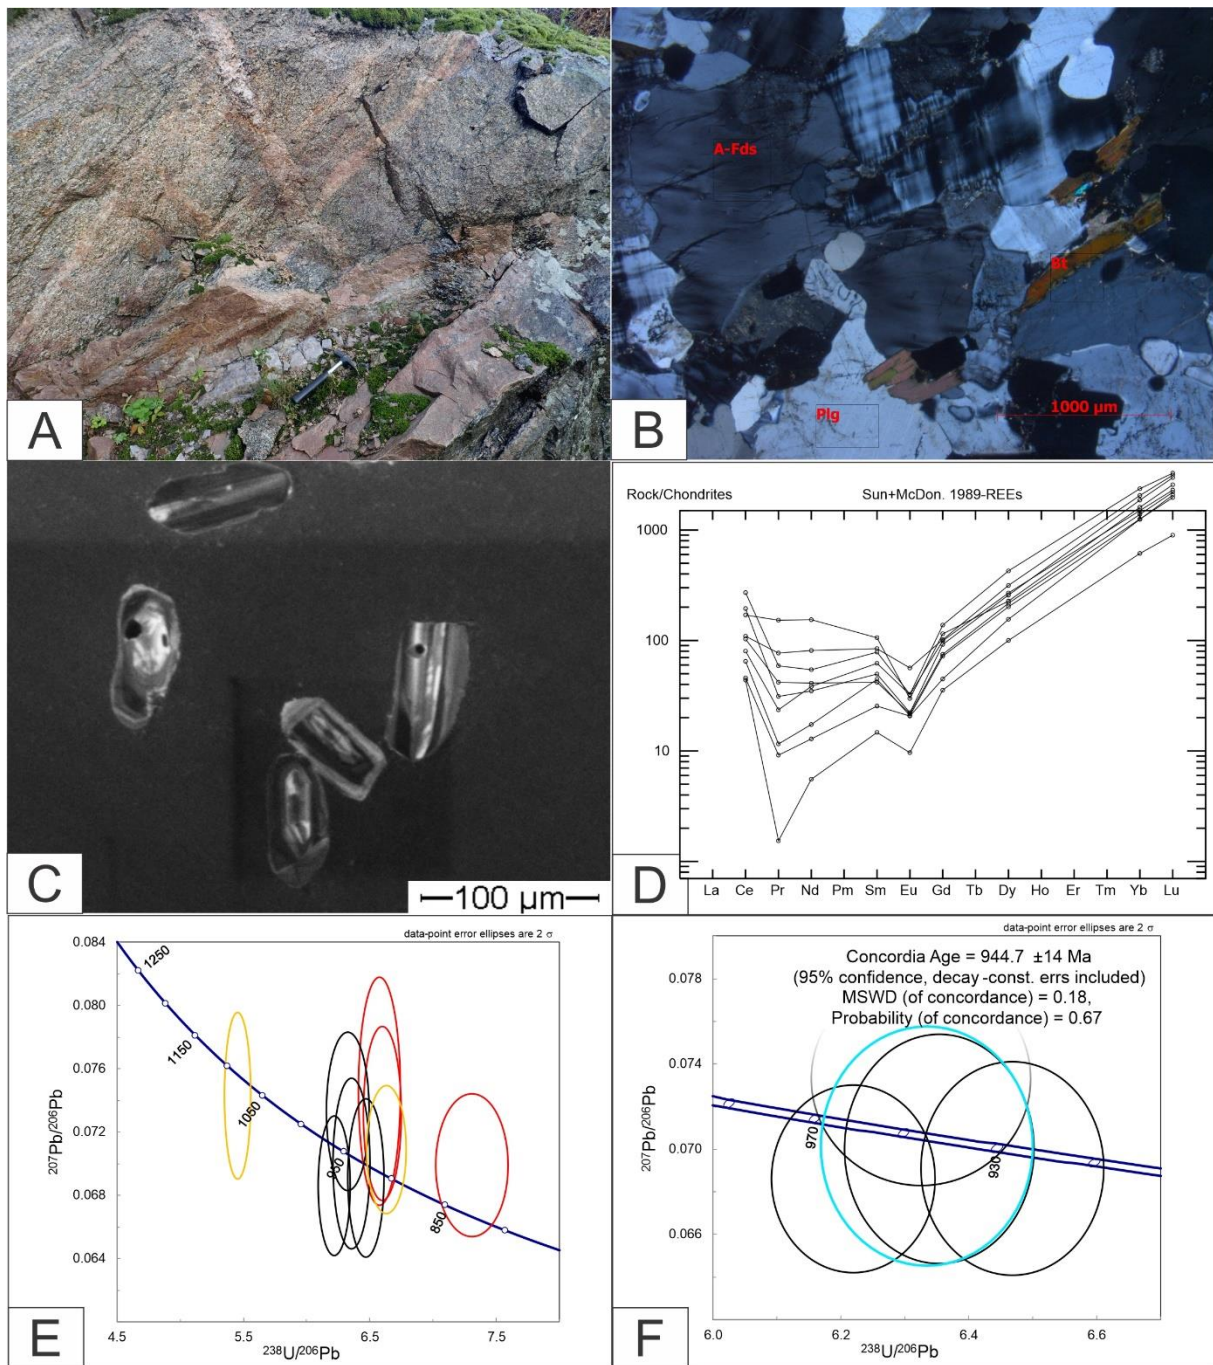 A
A-Fds
Bt
Plg
1000 µm
B
100 µm
C
Rock/Chondrites
Sun+McDon. 1989-REEs
1000
100
10
La Ce Pr Nd Pm Sm Eu Gd Tb Dy Ho Er Tm Yb Lu
D
data-point error ellipses are 2 σ
0.084
0.080
0.076
0.072
0.068
0.064
1250
1150
1050
950
850
4.5 5.5 6.5 7.5
207Pb/206Pb
238U/206Pb
E
data-point error ellipses are 2 σ
Concordia Age = 944.7 ±14 Ma
(95% confidence, decay-const. errs included)
MSWD (of concordance) = 0.18,
Probability (of concordance) = 0.67
0.078
0.074
0.070
0.066
970
930
6.0 6.2 6.4 6.6
207Pb/206Pb
238U/206Pb
F